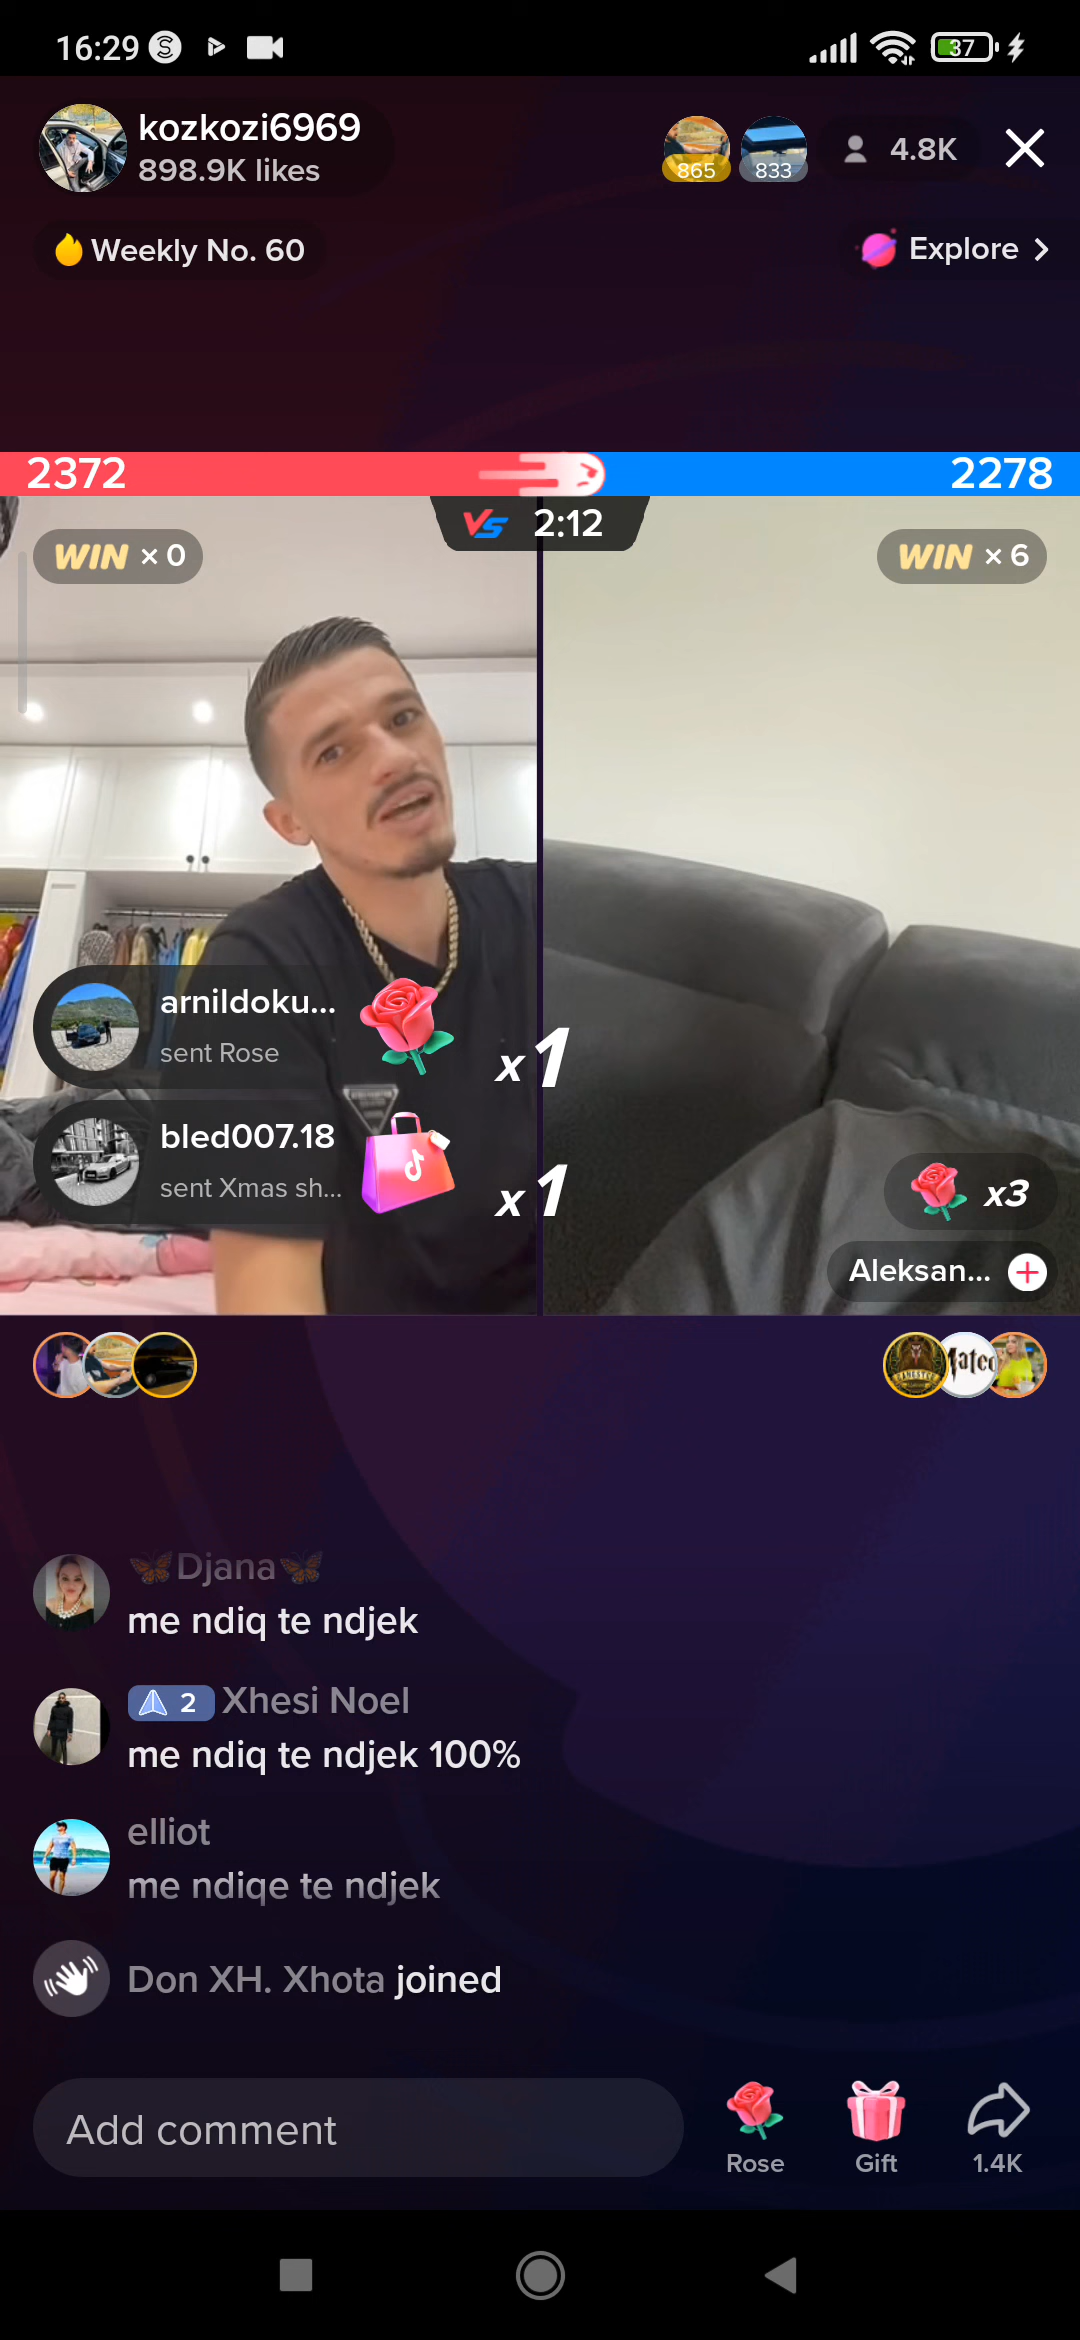 16:29
37
kozkozi6969
898.9K likes
865
833
4.8K
Weekly No. 60
Explore
2372
2278
VS 2:12
WIN × 0
WIN × 6
arnildoku...
sent Rose
x1
bled007.18
sent Xmas sh...
x1
x3
Aleksan...
Mateo
Djana
me ndiq te ndjek
2 Xhesi Noel
me ndiq te ndjek 100%
elliot
me ndiqe te ndjek
Don XH. Xhota joined
Add comment
Rose
Gift
1.4K